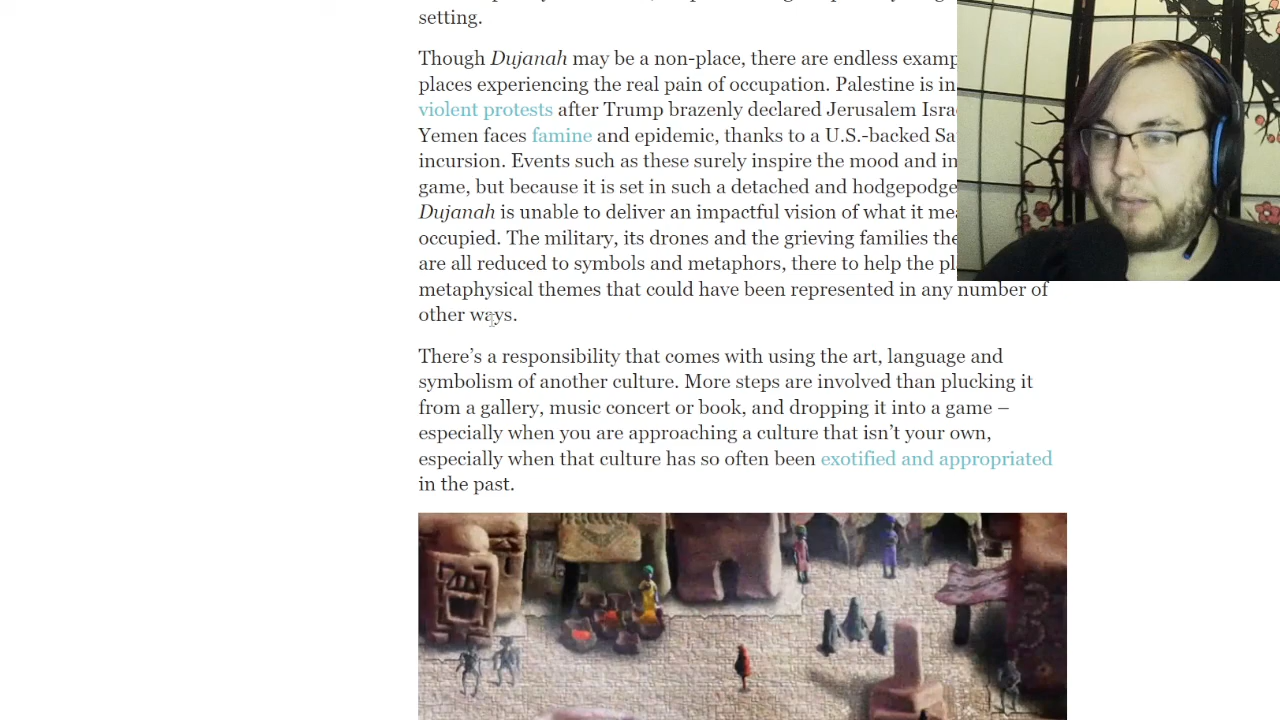 setting.
Though Dujanah may be a non-place, there are endless
places experiencing the real pain of occupation. Palestine is in
violent protests after Trump brazenly declared Jerusalem
Yemen faces famine and epidemic, thanks to a U.S.-backed
incursion. Events such as these surely inspire the mood and
game, but because it is set in such a detached and hodgepodge
Dujanah is unable to deliver an impactful vision of what it
occupied. The military, its drones and the grieving families
are all reduced to symbols and metaphors, there to help the
metaphysical themes that could have been represented in any number of
other ways.
There's a responsibility that comes with using the art, language and
symbolism of another culture. More steps are involved than plucking it
from a gallery, music concert or book, and dropping it into a game –
especially when you are approaching a culture that isn't your own,
especially when that culture has so often been exotified and appropriated
in the past.